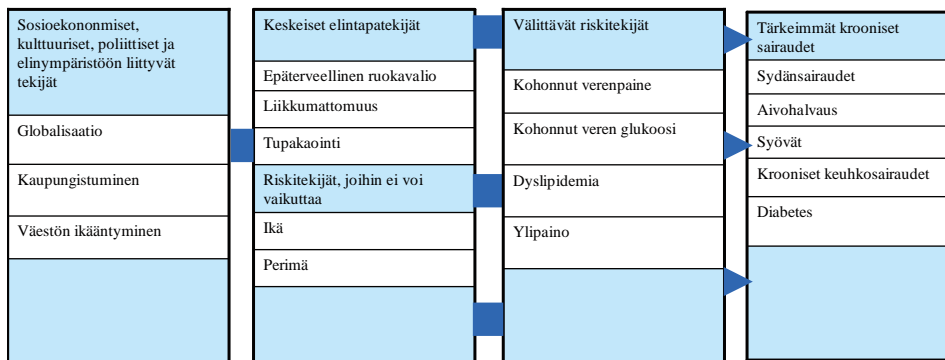 Sosioekononmiset,
kulttuuriset, poliittiset ja
elinympäristöön liittyvät
tekijät
Globalisaatio
Kaupungistuminen
Väestön ikääntyminen
Keskeiset elintapatekijät
Epäterveellinen ruokavalio
Liikkumattomuus
Tupakaointi
Riskitekijät, joihin ei voi
vaikuttaa
Ikä
Perimä
Välittävät riskitekijät
Kohonnut verenpaine
Kohonnut veren glukoosi
Dyslipidemia
Ylipaino
Tärkeimmät krooniset
sairaudet
Sydänsairaudet
Aivohalvaus
Syövät
Krooniset keuhkosairaudet
Diabetes